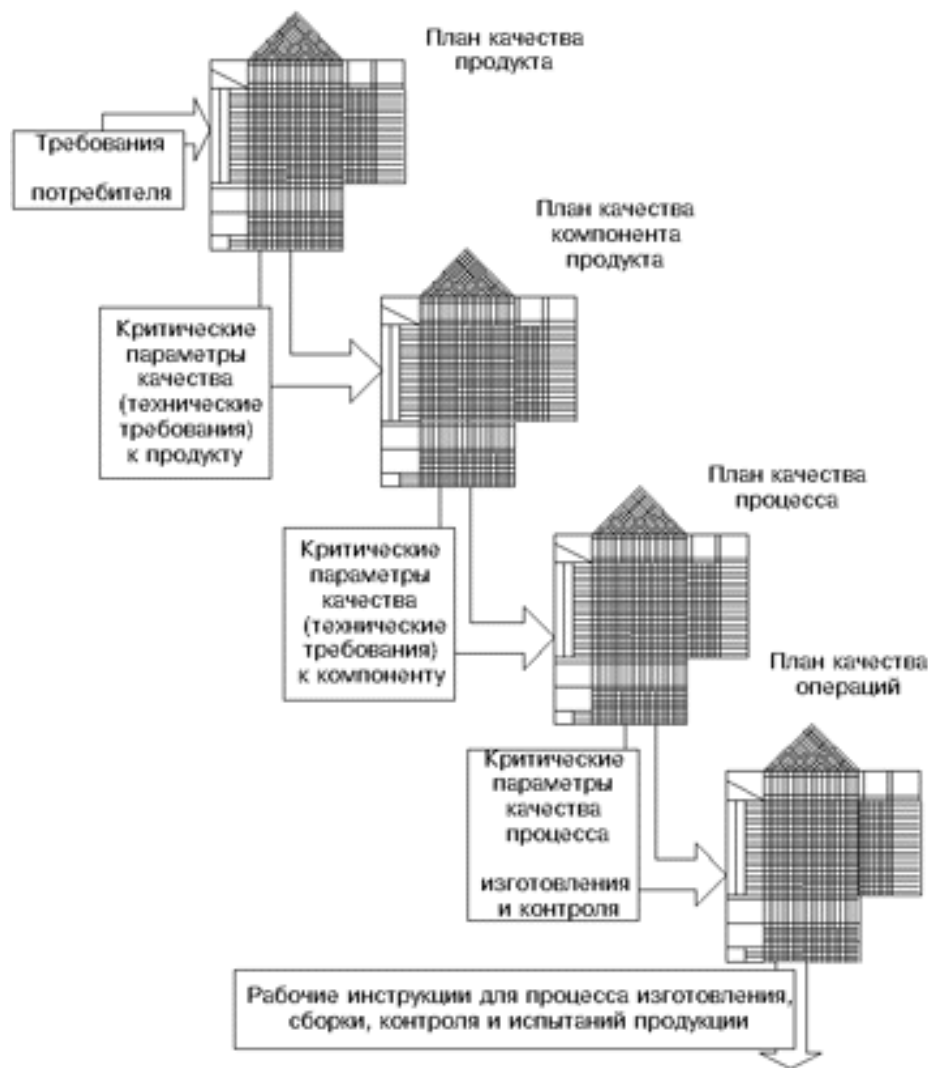 План качества
продукта
Требования
потребителя
План качества
компонента
продукта
Критические
параметры
качества
(технические
требования)
к продукту
План качества
процесса
Критические
параметры
качества
(технические
требования)
к компоненту
План качества
операций
Критические
параметры
качества
процесса
изготовления
и контроля
Рабочие инструкции для процесса изготовления,
сборки, контроля и испытаний продукции